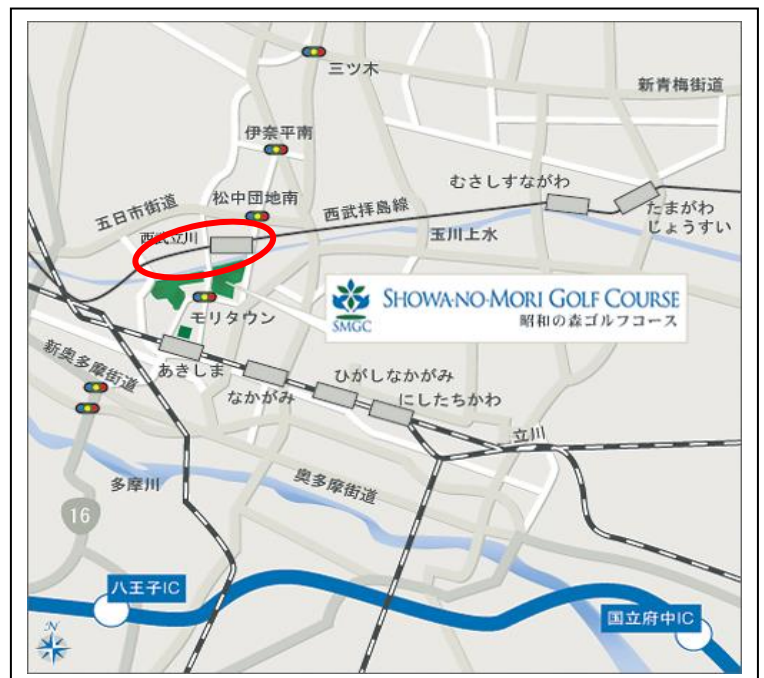 三ツ木
新青梅街道
伊奈平南
むさしすながわ
松中団地南
五日市街道
西武拝島線
たまがわ
じょうすい
西武立川
玉川上水
SHOWA-NO-MORI GOLF COURSE
SMGC
昭和の森ゴルフコース
モリタウン
新奥多摩街道
あきしま
ひがしなかがみ
なかがみ
にしたちかわ
立川
多摩川
奥多摩街道
16
八王子IC
国立府中IC
N